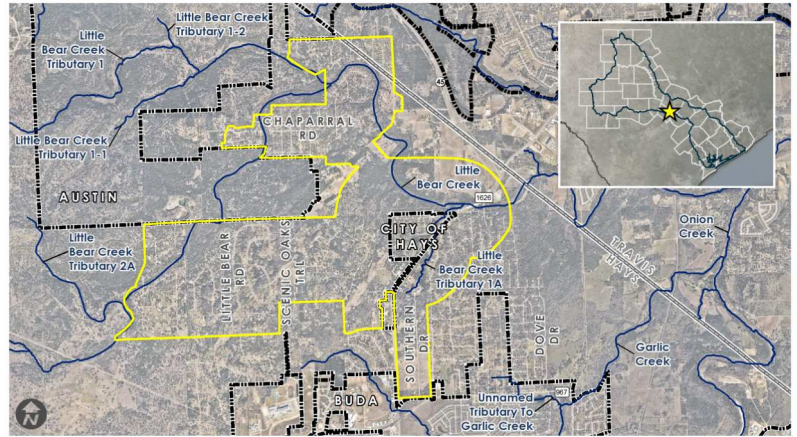 Little Bear Creek
Tributary 1-2
Little
Bear Creek
Tributary 1
45
Little Bear Creek
Tributary 1-1
CHAPARRAL
RD
Little
Bear Creek
1626
AUSTIN
CITY OF
HAYS
Onion
Creek
TRAVIS
HAYS
Little
Bear Creek
Tributary 2A
LITTLE BEAR
RD
SCENIC OAKS
TRL
Little
Bear Creek
Tributary 1A
SOUTHERN
DR
DOVE
DR
Garlic
Creek
BUDA
Unnamed
Tributary To
Garlic Creek
967
N